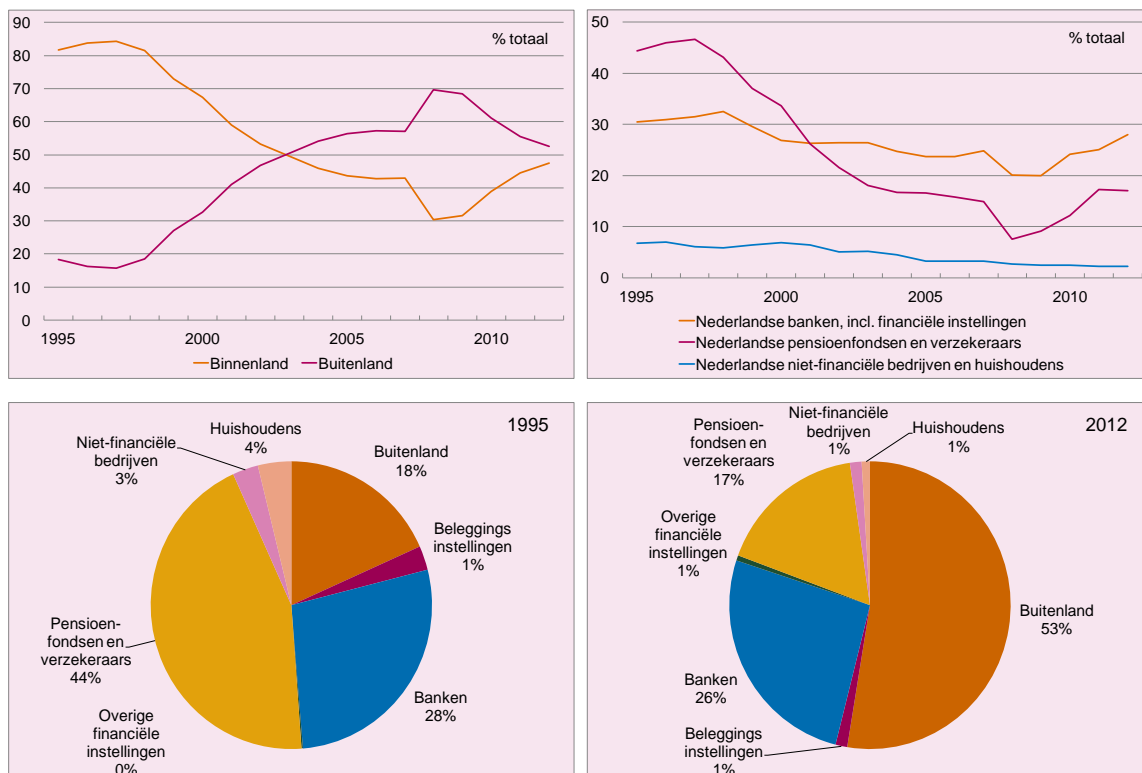 90
80
70
60
50
40
30
20
10
0
% totaal
1995
2000
2005
2010
Binnenland
Buitenland
50
40
30
20
10
0
% totaal
1995
2000
2005
2010
Nederlandse banken, incl. financiële instellingen
Nederlandse pensioenfondsen en verzekeraars
Nederlandse niet-financiële bedrijven en huishoudens
1995
Huishoudens
4%
Niet-financiële
bedrijven
3%
Buitenland
18%
Beleggings
instellingen
1%
Pensioen-
fondsen en
verzekeraars
44%
Banken
28%
Overige
financiële
instellingen
0%
2012
Niet-financiële
bedrijven
1%
Huishoudens
1%
Pensioen-
fondsen en
verzekeraars
17%
Overige
financiële
instellingen
1%
Buitenland
53%
Banken
26%
Beleggings
instellingen
1%